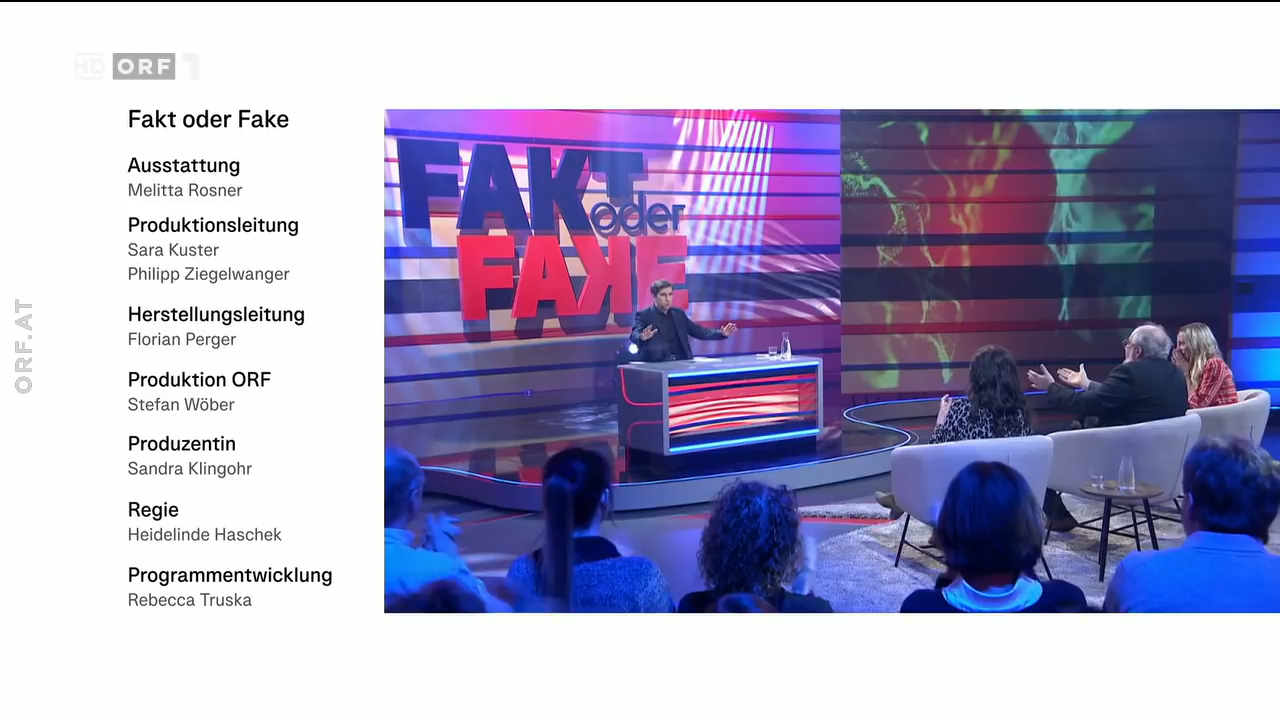 HD ORF 1
Fakt oder Fake
Ausstattung
Melitta Rosner
Produktionsleitung
Sara Kuster
Philipp Ziegelwanger
Herstellungsleitung
Florian Perger
Produktion ORF
Stefan Wöber
Produzentin
Sandra Klingohr
Regie
Heidelinde Haschek
Programmentwicklung
Rebecca Truska
ORF.AT
FAKT
oder
FAKE